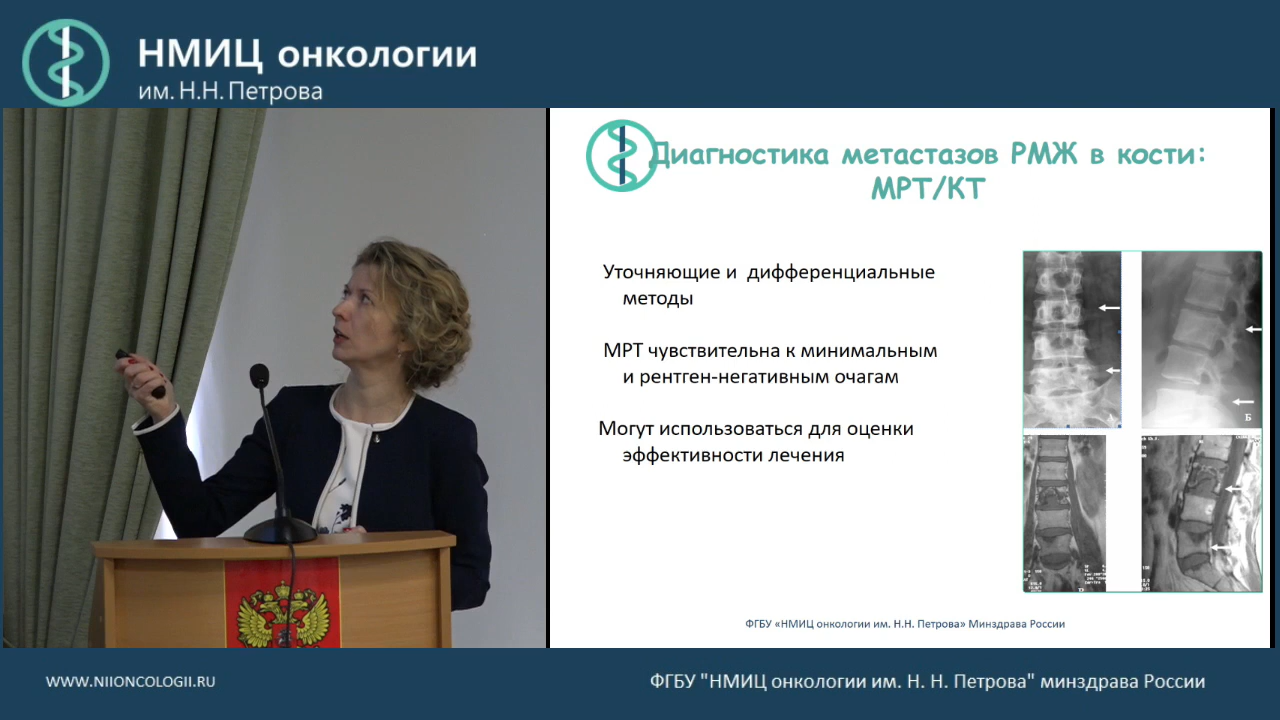 НМИЦ онкологии
им. Н.Н. Петрова
Диагностика метастазов РМЖ в кости:
МРТ/КТ
Уточняющие и дифференциальные
методы
МРТ чувствительна к минимальным
и рентген-негативным очагам
Могут использоваться для оценки
эффективности лечения
А
Б
ФГБУ «НМИЦ онкологии им. Н.Н. Петрова» Минздрава России
WWW.NIIONCOLOGII.RU
ФГБУ "НМИЦ онкологии им. Н. Н. Петрова" минздрава России